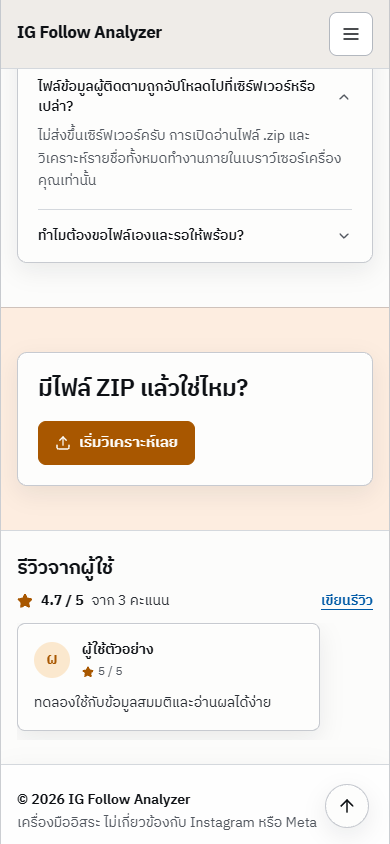 IG Follow Analyzer
ไฟล์ข้อมูลผู้ติดตามถูกอัปโหลดไปที่เซิร์ฟเวอร์หรือ
เปล่า?
ไม่ส่งขึ้นเซิร์ฟเวอร์ครับ การเปิดอ่านไฟล์ .zip และ
วิเคราะห์รายชื่อทั้งหมดทำงานภายในเบราว์เซอร์เครื่อง
คุณเท่านั้น
ทำไมต้องขอไฟล์เองและรอให้พร้อม?
มีไฟล์ ZIP แล้วใช่ไหม?
เริ่มวิเคราะห์เลย
รีวิวจากผู้ใช้
4.7 / 5 จาก 3 คะแนน
เขียนรีวิว
ผ
ผู้ใช้ตัวอย่าง
5 / 5
ทดลองใช้กับข้อมูลสมมติและอ่านผลได้ง่าย
© 2026 IG Follow Analyzer
เครื่องมืออิสระ ไม่เกี่ยวข้องกับ Instagram หรือ Meta